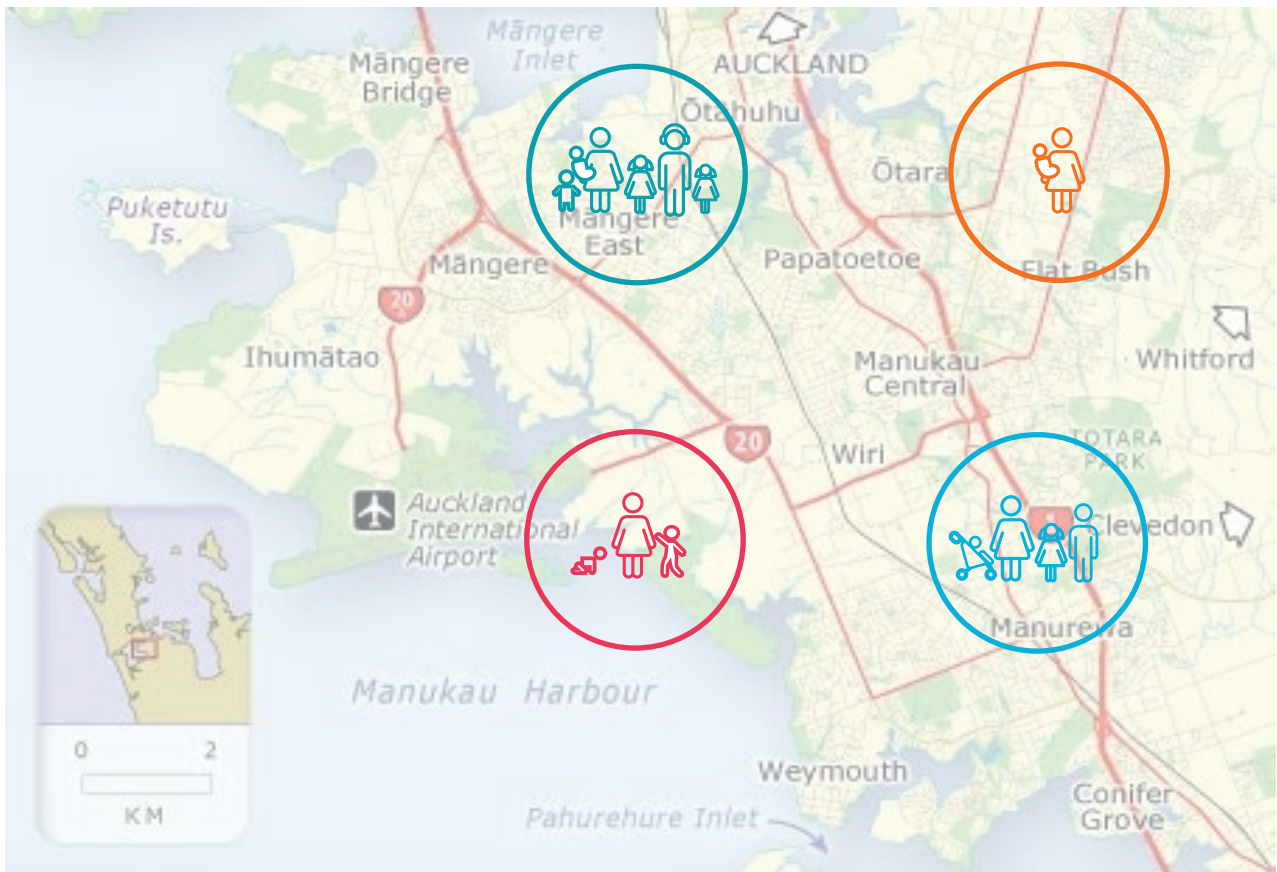 Māngere
Inlet
Māngere
Bridge
AUCKLAND
Ōtāhuhu
Ōtara
Puketutu
Is.
Māngere
East
Māngere
Papatoetoe
Flat Bush
20
Ihumātao
Manukau
Central
Whitford
20
Wiri
TOTARA
PARK
Auckland
International
Airport
1
Clevedon
Manurewa
Manukau Harbour
0 2
KM
Weymouth
Pahurehure Inlet
Conifer
Grove